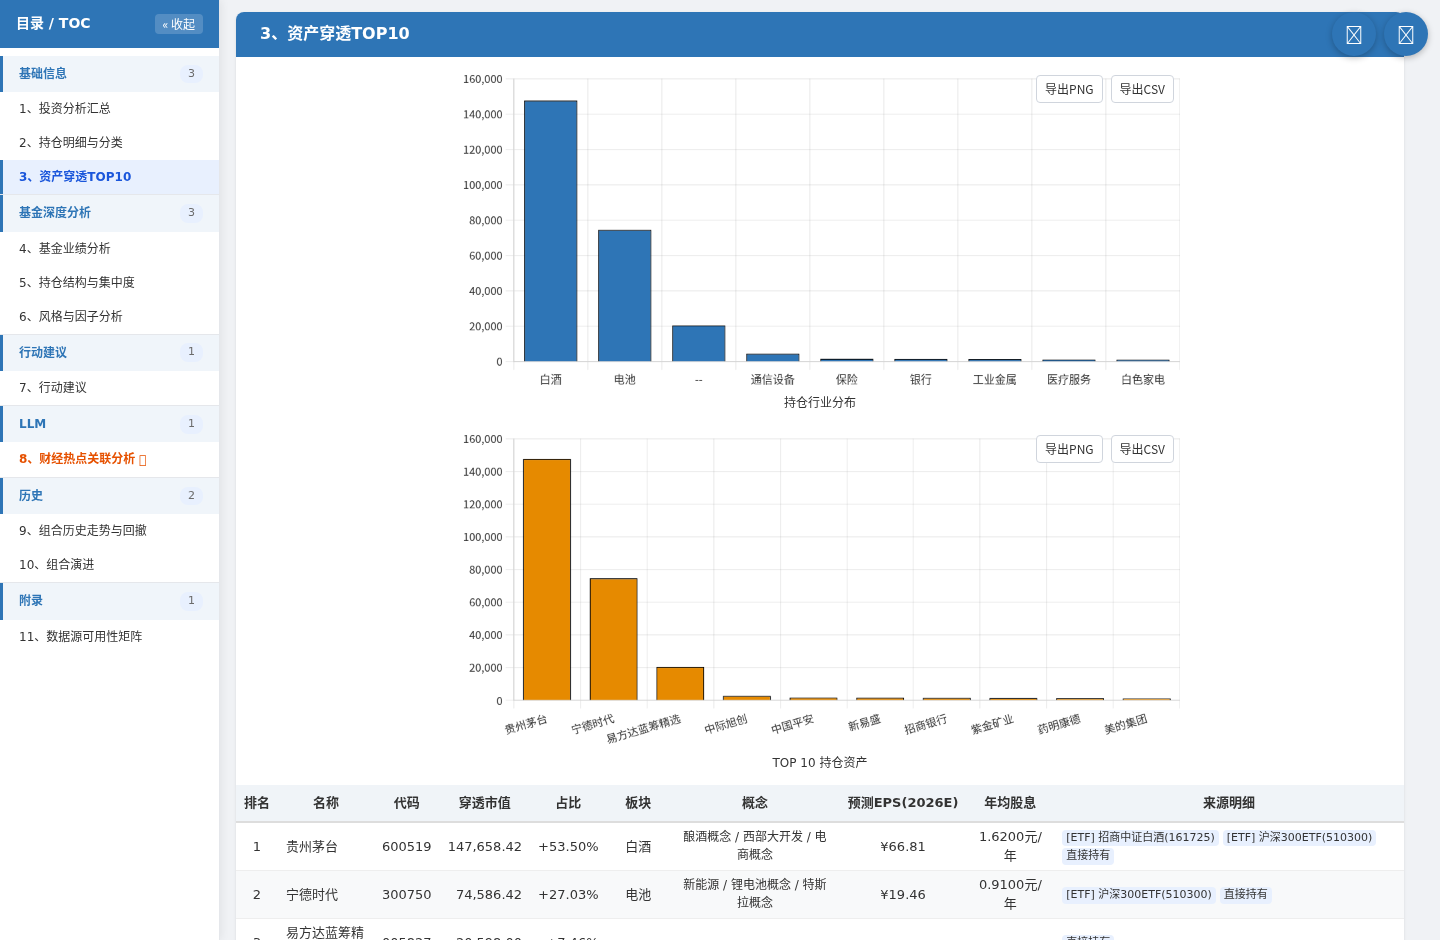 目录 / TOC
« 收起
基础信息 3
1、投资分析汇总
2、持仓明细与分类
3、资产穿透TOP10
基金深度分析 3
4、基金业绩分析
5、持仓结构与集中度
6、风格与因子分析
行动建议 1
7、行动建议
LLM 1
8、财经热点关联分析
历史 2
9、组合历史走势与回撤
10、组合演进
附录 1
11、数据源可用性矩阵
3、资产穿透TOP10
导出PNG 导出CSV
160,000
140,000
120,000
100,000
80,000
60,000
40,000
20,000
0
白酒 电池 -- 通信设备 保险 银行 工业金属 医疗服务 白色家电
持仓行业分布
导出PNG 导出CSV
160,000
140,000
120,000
100,000
80,000
60,000
40,000
20,000
0
贵州茅台 宁德时代 易方达蓝筹精选 中际旭创 中国平安 新易盛 招商银行 紫金矿业 药明康德 美的集团
TOP 10 持仓资产
排名 名称 代码 穿透市值 占比 板块 概念 预测EPS(2026E) 年均股息 来源明细
1 贵州茅台 600519 147,658.42 +53.50% 白酒 酿酒概念 / 西部大开发 / 电商概念 ¥66.81 1.6200元/年 [ETF] 招商中证白酒(161725) [ETF] 沪深300ETF(510300) 直接持有
2 宁德时代 300750 74,586.42 +27.03% 电池 新能源 / 锂电池概念 / 特斯拉概念 ¥19.46 0.9100元/年 [ETF] 沪深300ETF(510300) 直接持有
易方达蓝筹精